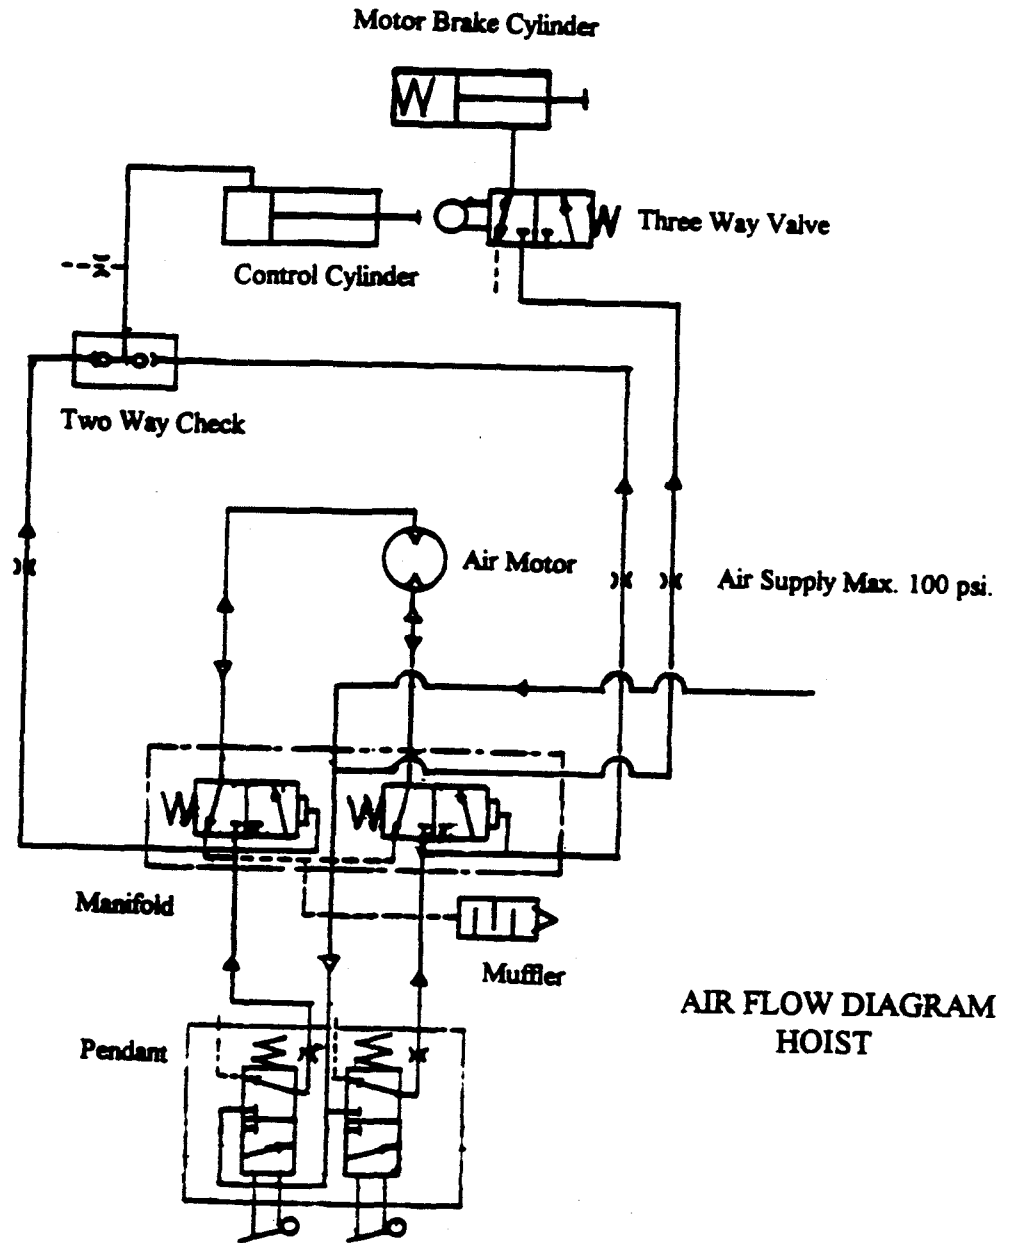 Motor Brake Cylinder
Three Way Valve
Control Cylinder
Two Way Check
Air Motor
Air Supply Max. 100 psi.
Manifold
Muffler
AIR FLOW DIAGRAM
HOIST
Pendant